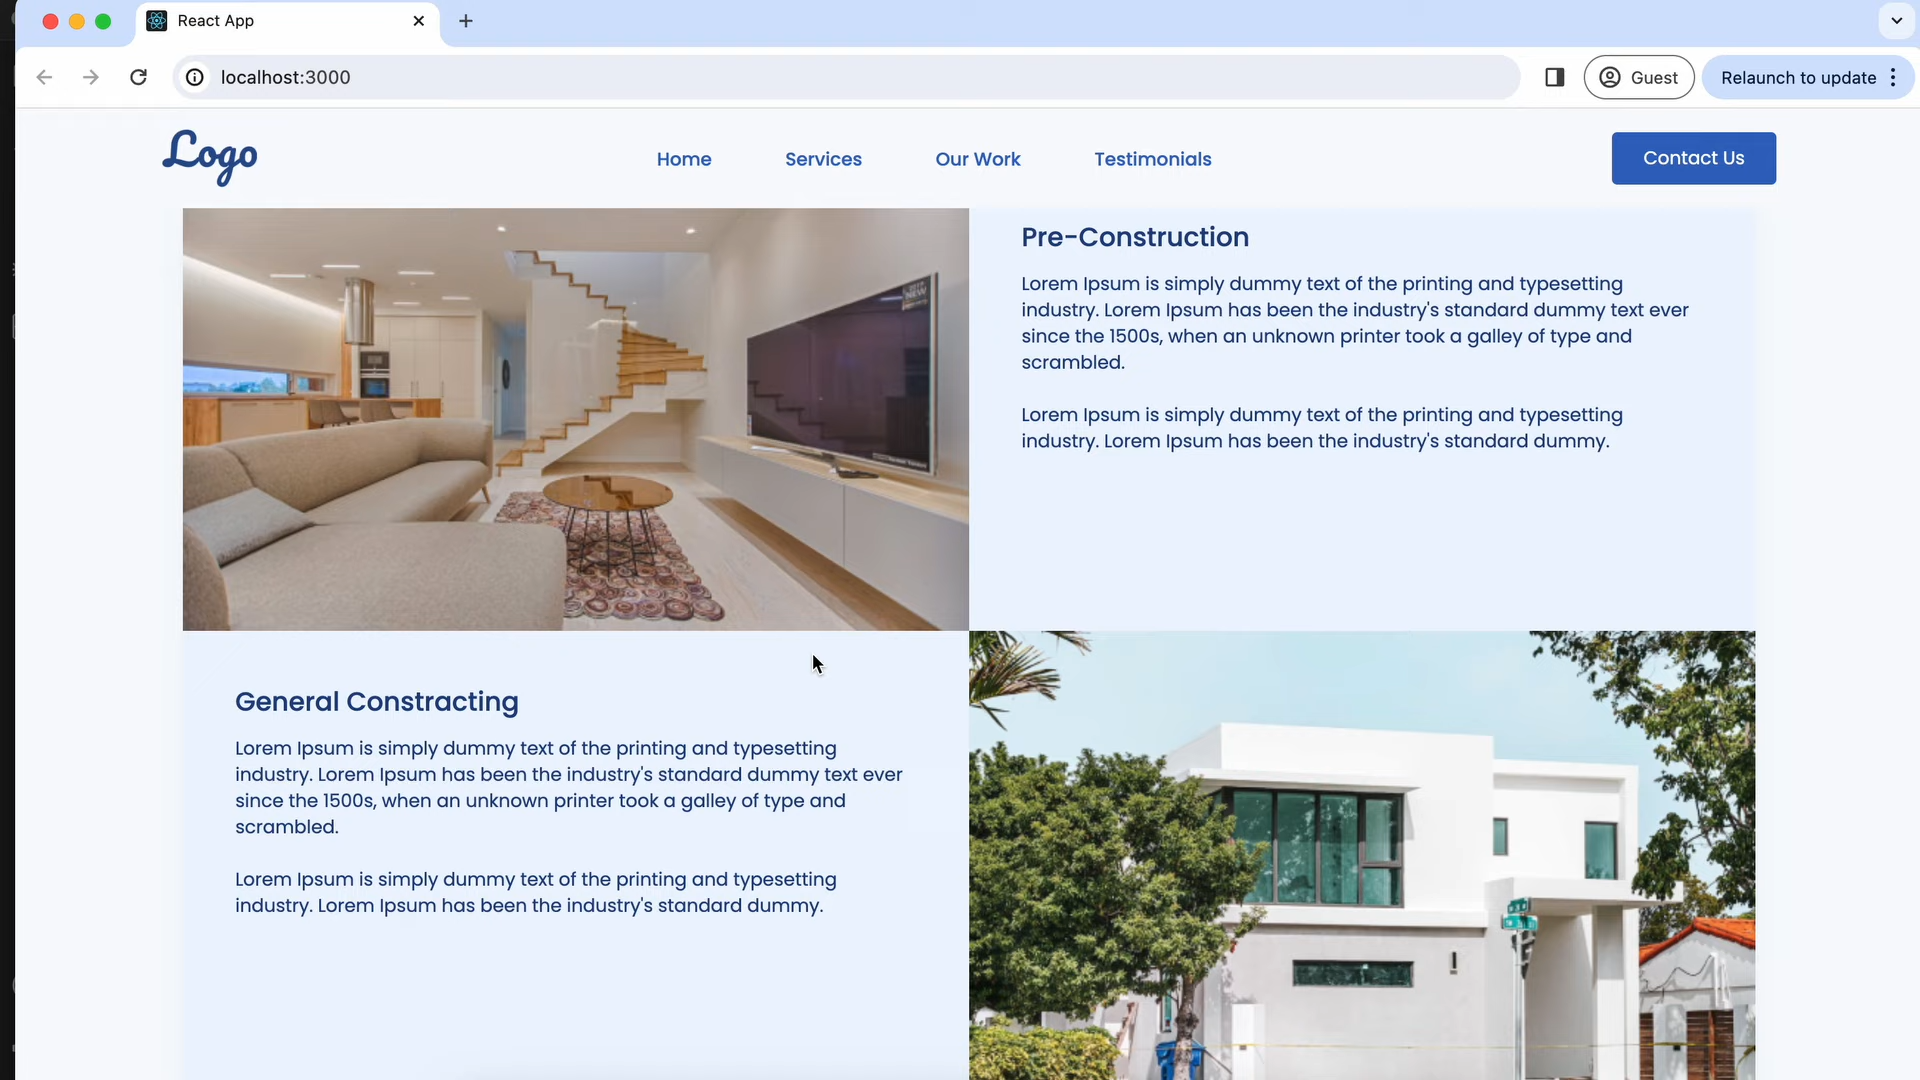 React App
localhost:3000
Guest
Relaunch to update
Logo
Home
Services
Our Work
Testimonials
Contact Us
Pre-Construction
Lorem Ipsum is simply dummy text of the printing and typesetting
industry. Lorem Ipsum has been the industry's standard dummy text ever
since the 1500s, when an unknown printer took a galley of type and
scrambled.
Lorem Ipsum is simply dummy text of the printing and typesetting
industry. Lorem Ipsum has been the industry's standard dummy.
NEW
General Constracting
Lorem Ipsum is simply dummy text of the printing and typesetting
industry. Lorem Ipsum has been the industry's standard dummy text ever
since the 1500s, when an unknown printer took a galley of type and
scrambled.
Lorem Ipsum is simply dummy text of the printing and typesetting
industry. Lorem Ipsum has been the industry's standard dummy.